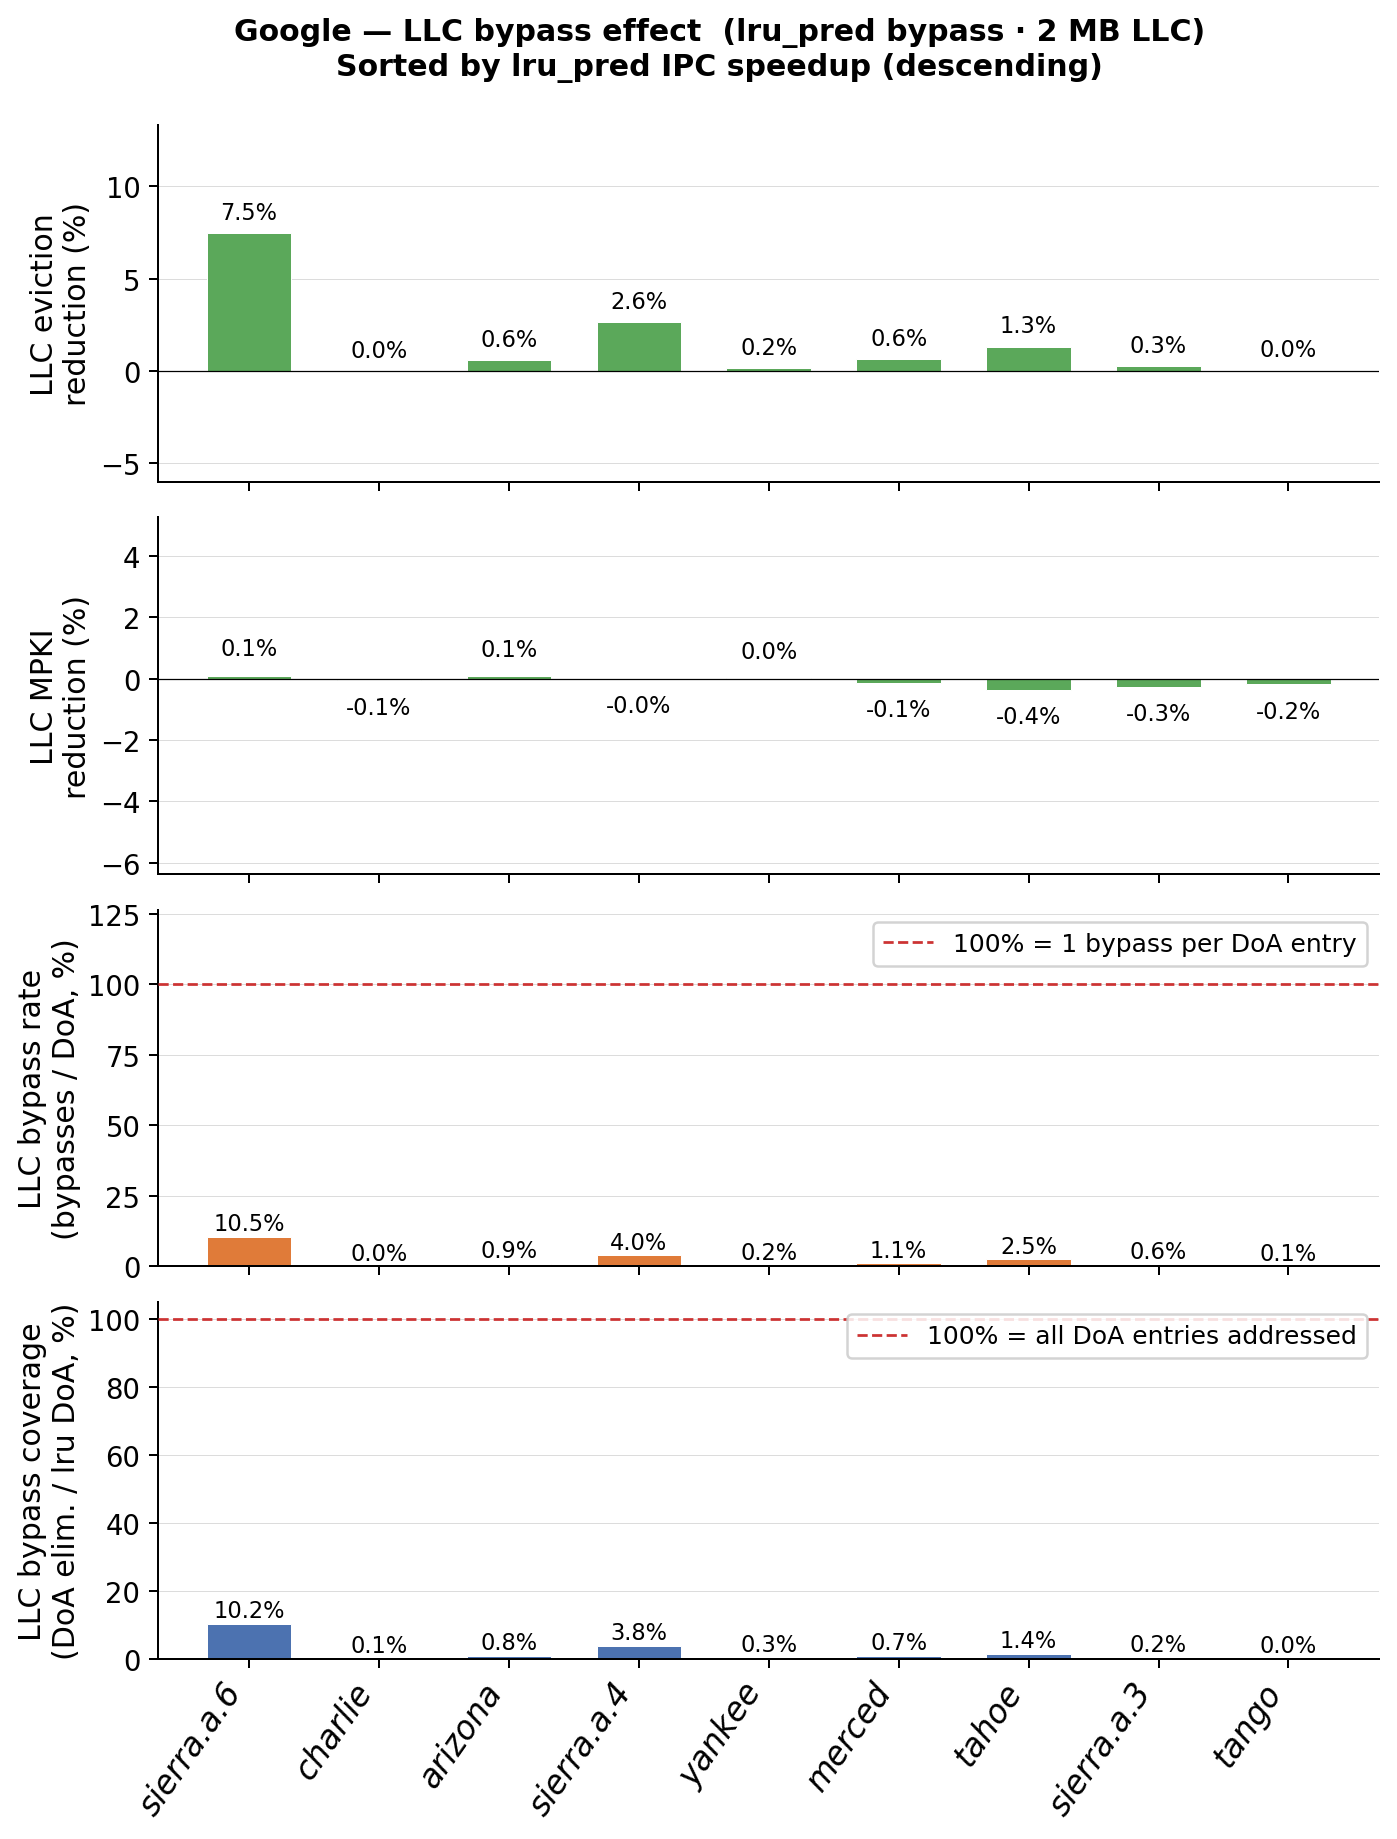 Google — LLC bypass effect  (lru_pred bypass · 2 MB LLC)
Sorted by lru_pred IPC speedup (descending)
LLC eviction
reduction (%)
10
5
0
−5
7.5%
0.0%
0.6%
2.6%
0.2%
0.6%
1.3%
0.3%
0.0%
LLC MPKI
reduction (%)
4
2
0
−2
−4
−6
0.1%
-0.1%
0.1%
-0.0%
0.0%
-0.1%
-0.4%
-0.3%
-0.2%
LLC bypass rate
(bypasses / DoA, %)
125
100
75
50
25
0
100% = 1 bypass per DoA entry
10.5%
0.0%
0.9%
4.0%
0.2%
1.1%
2.5%
0.6%
0.1%
LLC bypass coverage
(DoA elim. / lru DoA, %)
100
80
60
40
20
0
100% = all DoA entries addressed
10.2%
0.1%
0.8%
3.8%
0.3%
0.7%
1.4%
0.2%
0.0%
sierra.a.6
charlie
arizona
sierra.a.4
yankee
merced
tahoe
sierra.a.3
tango